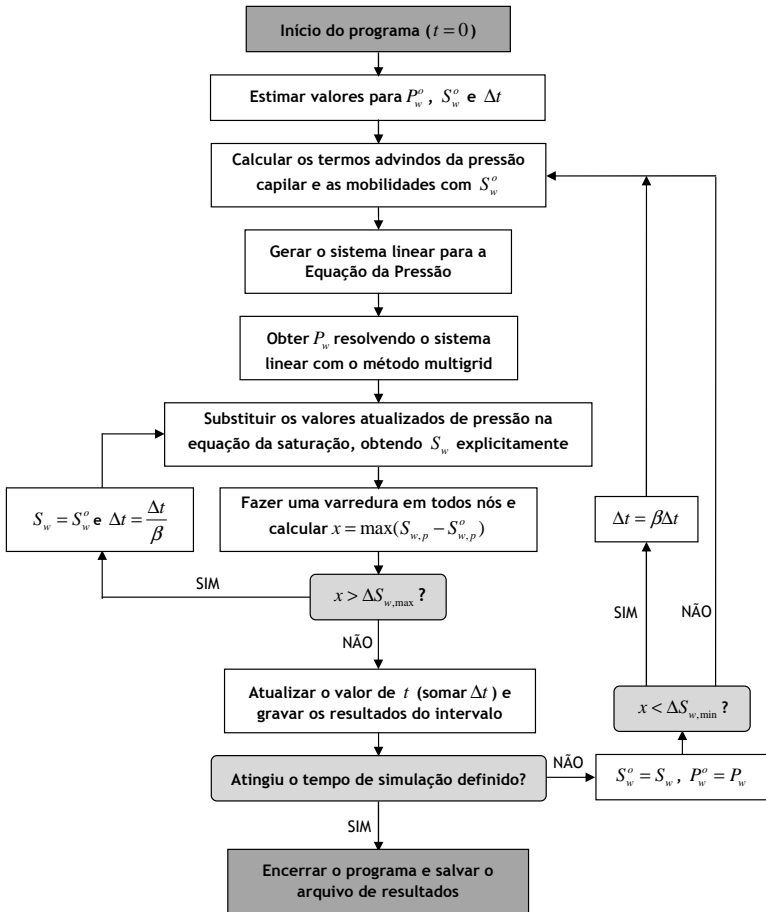 Início do programa (t = 0)
Estimar valores para P_w^o , S_w^o e Δt
Calcular os termos advindos da pressão
capilar e as mobilidades com S_w^o
Gerar o sistema linear para a
Equação da Pressão
Obter P_w resolvendo o sistema
linear com o método multigrid
Substituir os valores atualizados de pressão na
equação da saturação, obtendo S_w explicitamente
S_w = S_w^o e Δt = Δt/β
Fazer uma varredura em todos nós e
calcular x = max(S_{w,p} − S_{w,p}^o)
Δt = βΔt
SIM
x > ΔS_{w,max} ?
NÃO
SIM
NÃO
Atualizar o valor de t (somar Δt) e
gravar os resultados do intervalo
x < ΔS_{w,min} ?
Atingiu o tempo de simulação definido?
NÃO
S_w^o = S_w , P_w^o = P_w
SIM
Encerrar o programa e salvar o
arquivo de resultados